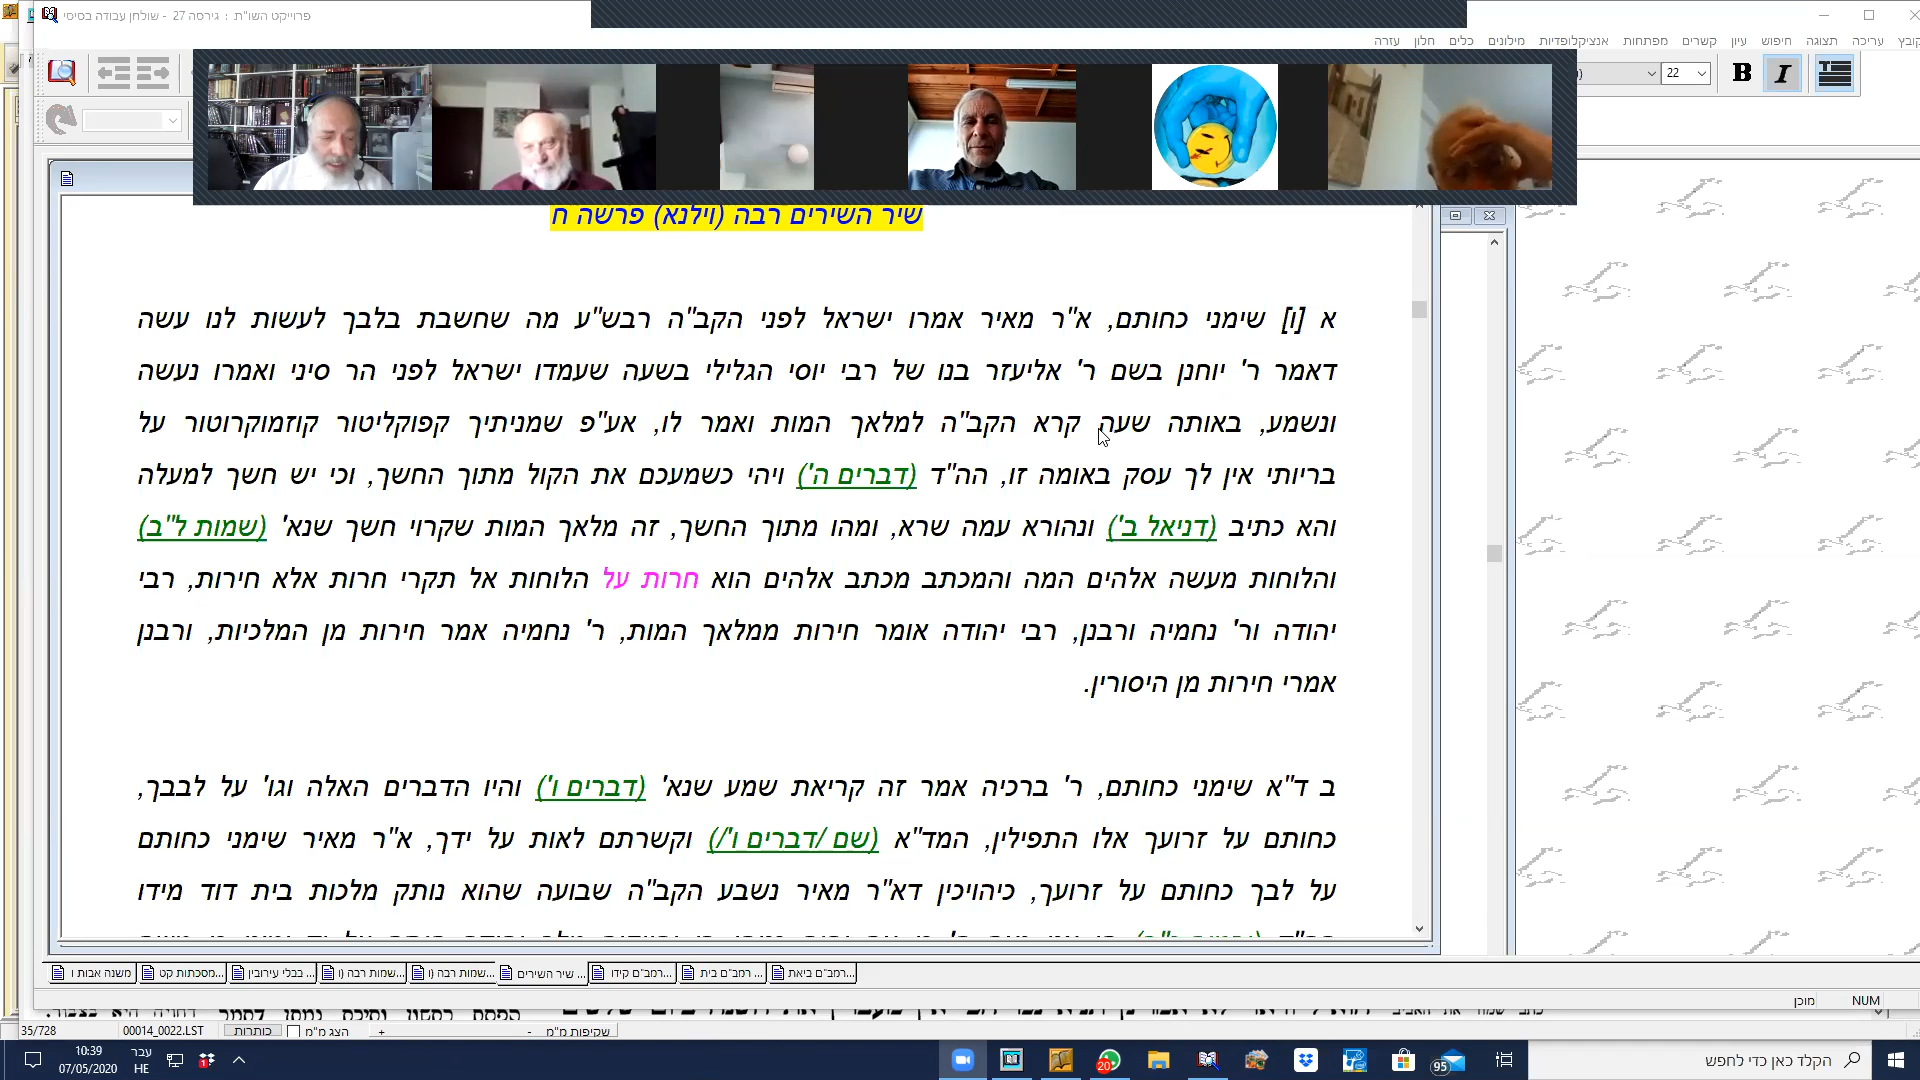 פרוייקט השו"ת : גירסה 27 - שולחן עבודה בסיסי
קובץ עריכה תצוגה חיפוש עיון קשרים מפתחות אנציקלופדיות מילונים כלים חלון עזרה
22
B I
שיר השירים רבה (וילנא) פרשה ח
א [ו] שימני כחותם, א"ר מאיר אמרו ישראל לפני הקב"ה רבש"ע מה שחשבת בלבך לעשות לנו עשה
דאמר ר' יוחנן בשם ר' אליעזר בנו של רבי יוסי הגלילי בשעה שעמדו ישראל לפני הר סיני ואמרו נעשה
ונשמע, באותה שעה קרא הקב"ה למלאך המות ואמר לו, אע"פ שמניתיך קפוקליטור קוזמוקרוטור על
בריותי אין לך עסק באומה זו, הה"ד (דברים ה') ויהי כשמעכם את הקול מתוך החשך, וכי יש חשך למעלה
והא כתיב (דניאל ב') ונהורא עמה שרא, ומהו מתוך החשך, זה מלאך המות שקרוי חשך שנא' (שמות ל"ב)
והלוחות מעשה אלהים המה והמכתב מכתב אלהים הוא חרות על הלוחות אל תקרי חרות אלא חירות, רבי
יהודה ור' נחמיה ורבנן, רבי יהודה אומר חירות ממלאך המות, ר' נחמיה אמר חירות מן המלכיות, ורבנן
אמרי חירות מן היסורין.
ב ד"א שימני כחותם, ר' ברכיה אמר זה קריאת שמע שנא' (דברים ו') והיו הדברים האלה וגו' על לבבך,
כחותם על זרועך אלו התפילין, המד"א (שם /דברים ו'/) וקשרתם לאות על ידך, א"ר מאיר שימני כחותם
על לבך כחותם על זרועך, כיהויכין דא"ר מאיר נשבע הקב"ה שבועה שהוא נותק מלכות בית דוד מידו
רמב"ם ביאת... רמב"ם בית ... רמב"ם קידו... שיר השירים ... שמות רבה (ו... שמות רבה (ו... בבלי עירובין ... מסכתות קט... משנה אבות ו
מוכן NUM
35/728 00014_0022.LST כותרות הצג מ"מ + - שקיפות מ"מ
10:39
07/05/2020
עבר
HE
1
20
95
הקלד כאן כדי לחפש